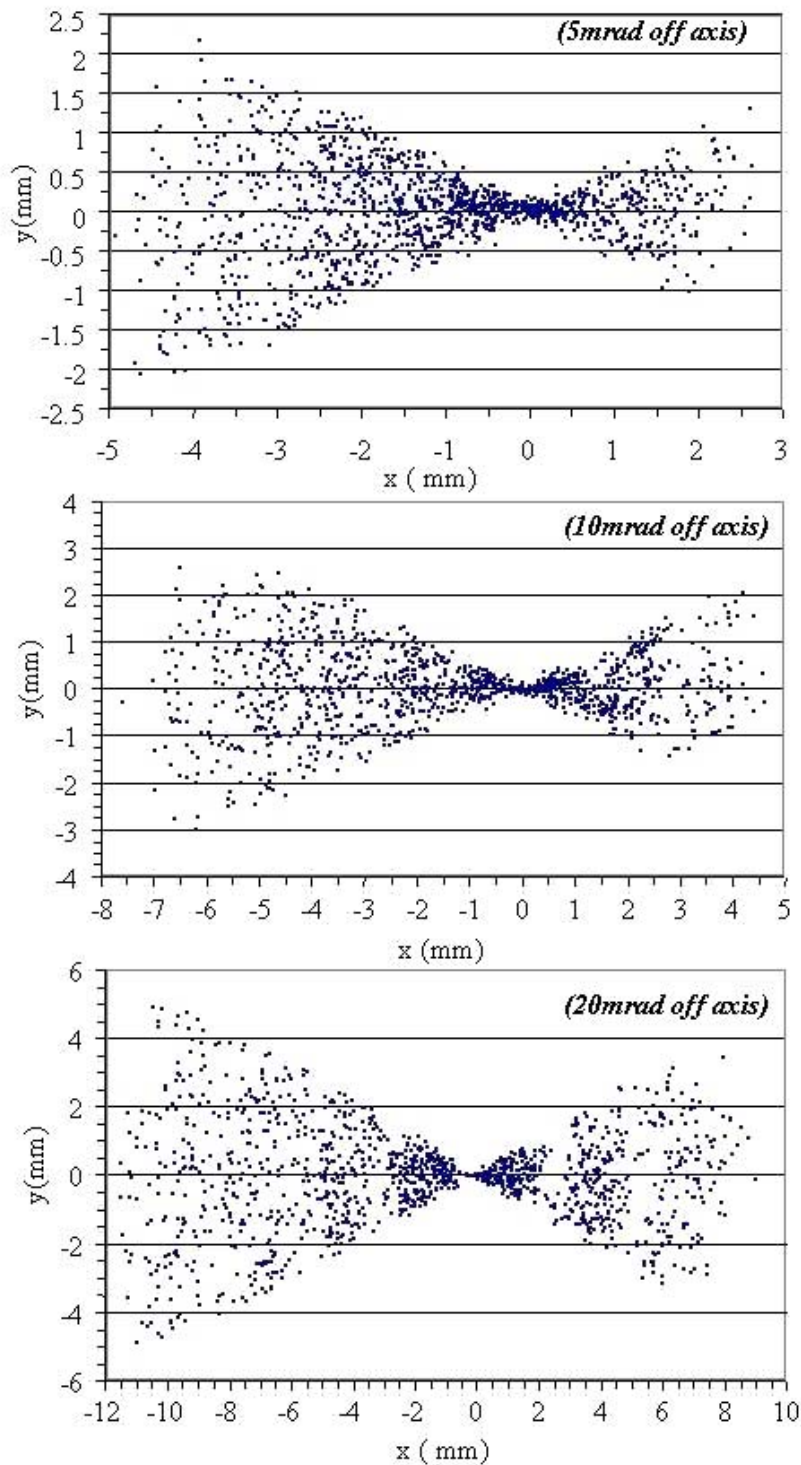 (5mrad off axis)
2.5
2
1.5
1
0.5
0
-0.5
-1
-1.5
-2
-2.5
y(mm)
-5 -4 -3 -2 -1 0 1 2 3
x ( mm)
(10mrad off axis)
4
3
2
1
0
-1
-2
-3
-4
y(mm)
-8 -7 -6 -5 -4 -3 -2 -1 0 1 2 3 4 5
x (mm)
(20mrad off axis)
6
4
2
0
-2
-4
-6
y(mm)
-12 -10 -8 -6 -4 -2 0 2 4 6 8 10
x ( mm)